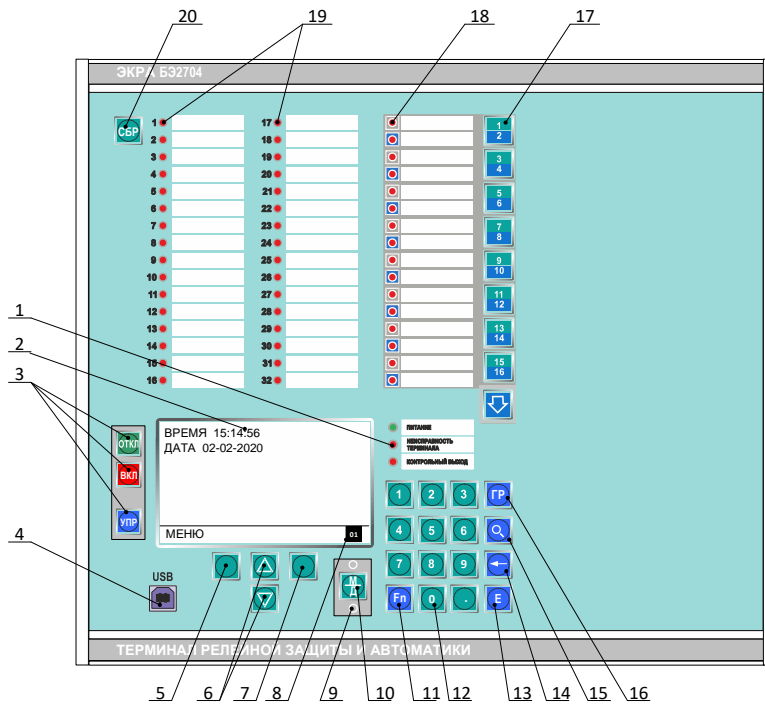 20 19 18 17
ЭКРА БЭ2704
СБР
1 17 1 2
2 18
3 19 3 4
4 20
5 21 5 6
6 22
7 23 7 8
8 24
9 25 9 10
10 26
11 27 11 12
12 28
13 29 13 14
14 30
15 31 15 16
16 32
1
2
3
4
ОТКЛ
ВКЛ
УПР
ВРЕМЯ 15:14:56
ДАТА 02-02-2020
МЕНЮ 01
ПИТАНИЕ
НЕИСПРАВНОСТЬ
ТЕРМИНАЛА
КОНТРОЛЬНЫЙ ВЫХОД
1 2 3 ГР
4 5 6
7 8 9
Fn 0 . E
USB
М
Д
ТЕРМИНАЛ РЕЛЕЙНОЙ ЗАЩИТЫ И АВТОМАТИКИ
5 6 7 8 9 10 11 12 13 14 15 16